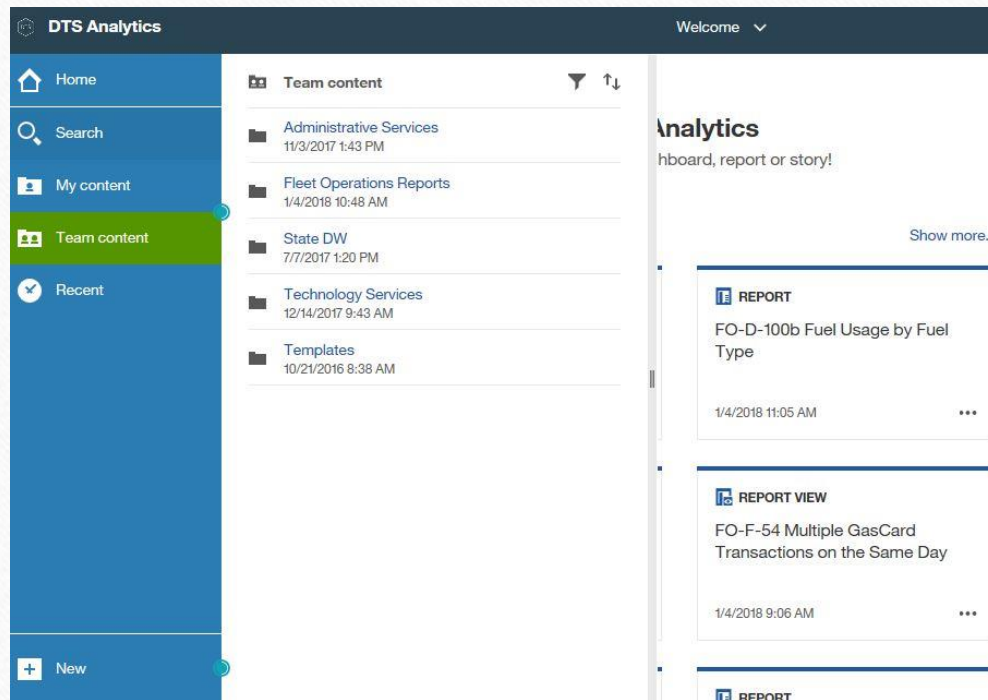 DTS Analytics
Welcome
Home
Search
My content
Team content
Recent
New
Team content
Administrative Services
11/3/2017 1:43 PM
Fleet Operations Reports
1/4/2018 10:48 AM
State DW
7/7/2017 1:20 PM
Technology Services
12/14/2017 9:43 AM
Templates
10/21/2016 8:38 AM
Analytics
hboard, report or story!
Show more.
REPORT
FO-D-100b Fuel Usage by Fuel
Type
1/4/2018 11:05 AM
REPORT VIEW
FO-F-54 Multiple GasCard
Transactions on the Same Day
1/4/2018 9:06 AM
REPORT